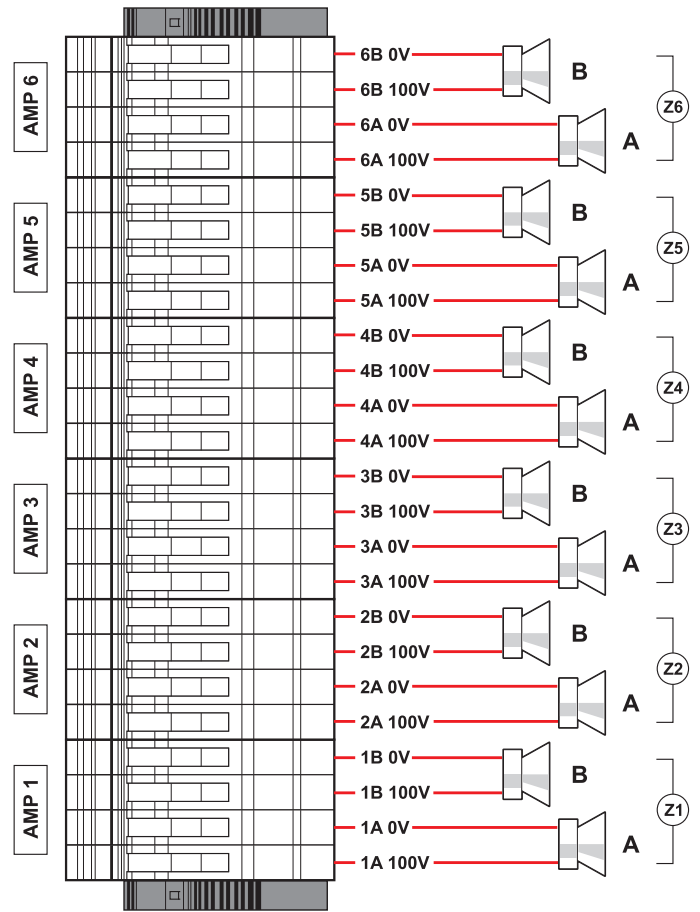 AMP 6
6B 0V
B
6B 100V
Z6
6A 0V
A
6A 100V
AMP 5
5B 0V
B
5B 100V
Z5
5A 0V
A
5A 100V
AMP 4
4B 0V
B
4B 100V
Z4
4A 0V
A
4A 100V
AMP 3
3B 0V
B
3B 100V
Z3
3A 0V
A
3A 100V
AMP 2
2B 0V
B
2B 100V
Z2
2A 0V
A
2A 100V
AMP 1
1B 0V
B
1B 100V
Z1
1A 0V
A
1A 100V